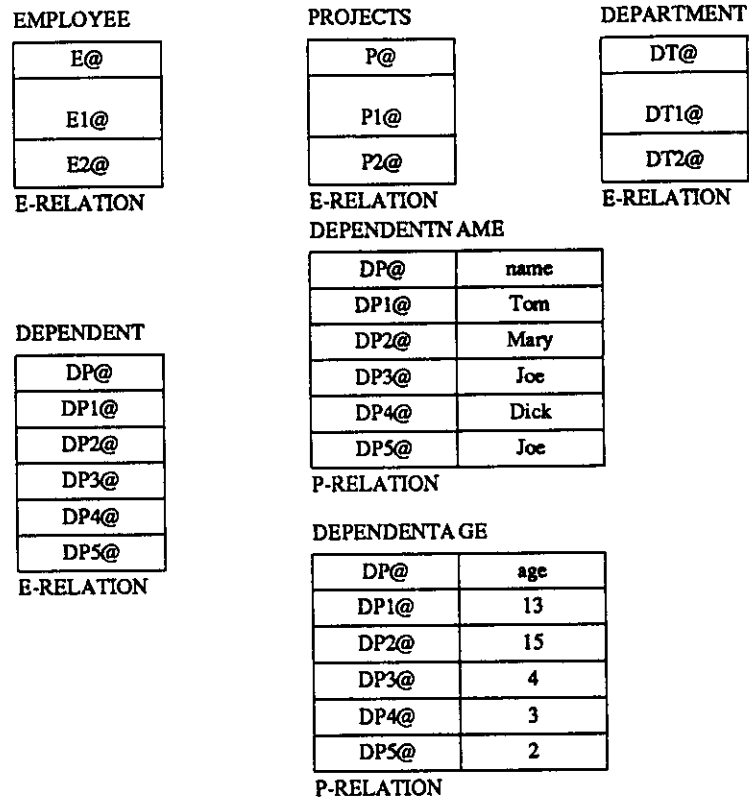 EMPLOYEE
E@
E1@
E2@
E-RELATION
PROJECTS
P@
P1@
P2@
E-RELATION
DEPARTMENT
DT@
DT1@
DT2@
E-RELATION
DEPENDENT
DP@
DP1@
DP2@
DP3@
DP4@
DP5@
E-RELATION
DEPENDENTN AME
DP@ name
DP1@ Tom
DP2@ Mary
DP3@ Joe
DP4@ Dick
DP5@ Joe
P-RELATION
DEPENDENTA GE
DP@ age
DP1@ 13
DP2@ 15
DP3@ 4
DP4@ 3
DP5@ 2
P-RELATION